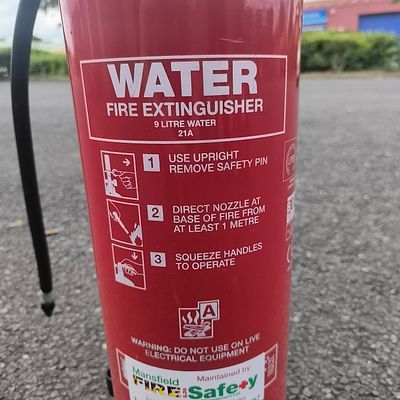 WATER
FIRE EXTINGUISHER
9 LITRE WATER
21A
1 USE UPRIGHT
REMOVE SAFETY PIN
2 DIRECT NOZZLE AT
BASE OF FIRE FROM
AT LEAST 1 METRE
3 SQUEEZE HANDLES
TO OPERATE
A
WARNING: DO NOT USE ON LIVE
ELECTRICAL EQUIPMENT
Mansfield
Maintained by
FIRE Safety